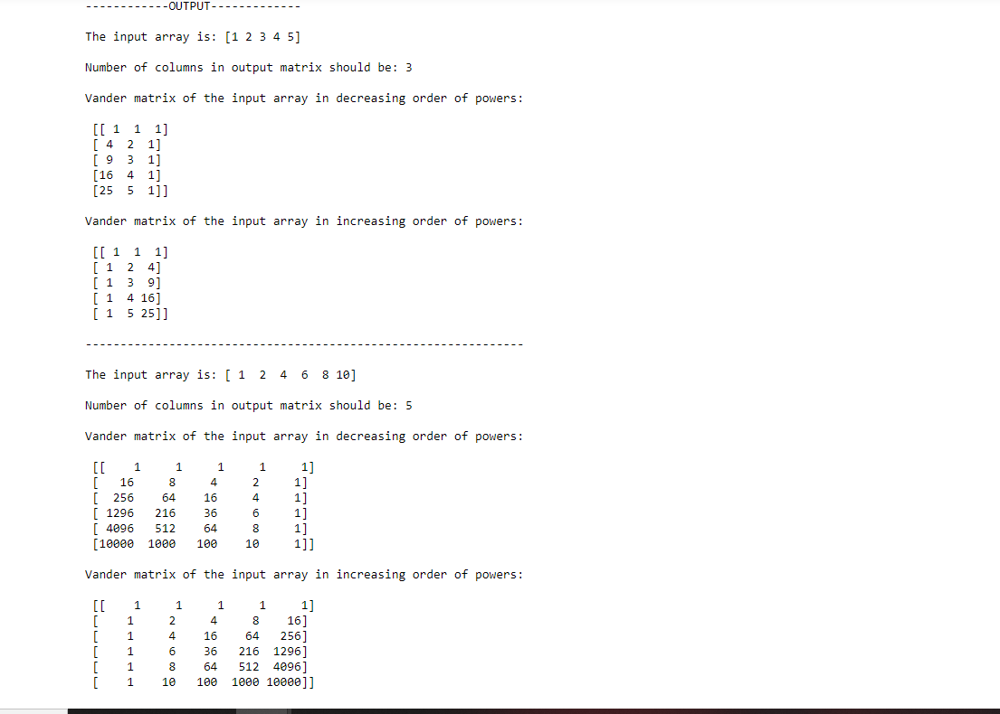 ------------OUTPUT-------------
The input array is: [1 2 3 4 5]
Number of columns in output matrix should be: 3
Vander matrix of the input array in decreasing order of powers:
[[ 1  1  1]
[ 4  2  1]
[ 9  3  1]
[16  4  1]
[25  5  1]]
Vander matrix of the input array in increasing order of powers:
[[ 1  1  1]
[ 1  2  4]
[ 1  3  9]
[ 1  4 16]
[ 1  5 25]]
---------------------------------------------------------------
The input array is: [ 1  2  4  6  8 10]
Number of columns in output matrix should be: 5
Vander matrix of the input array in decreasing order of powers:
[[    1     1     1     1     1]
[   16     8     4     2     1]
[  256    64    16     4     1]
[ 1296   216    36     6     1]
[ 4096   512    64     8     1]
[10000  1000   100    10     1]]
Vander matrix of the input array in increasing order of powers:
[[    1     1     1     1     1]
[    1     2     4     8    16]
[    1     4    16    64   256]
[    1     6    36   216  1296]
[    1     8    64   512  4096]
[    1    10   100  1000 10000]]